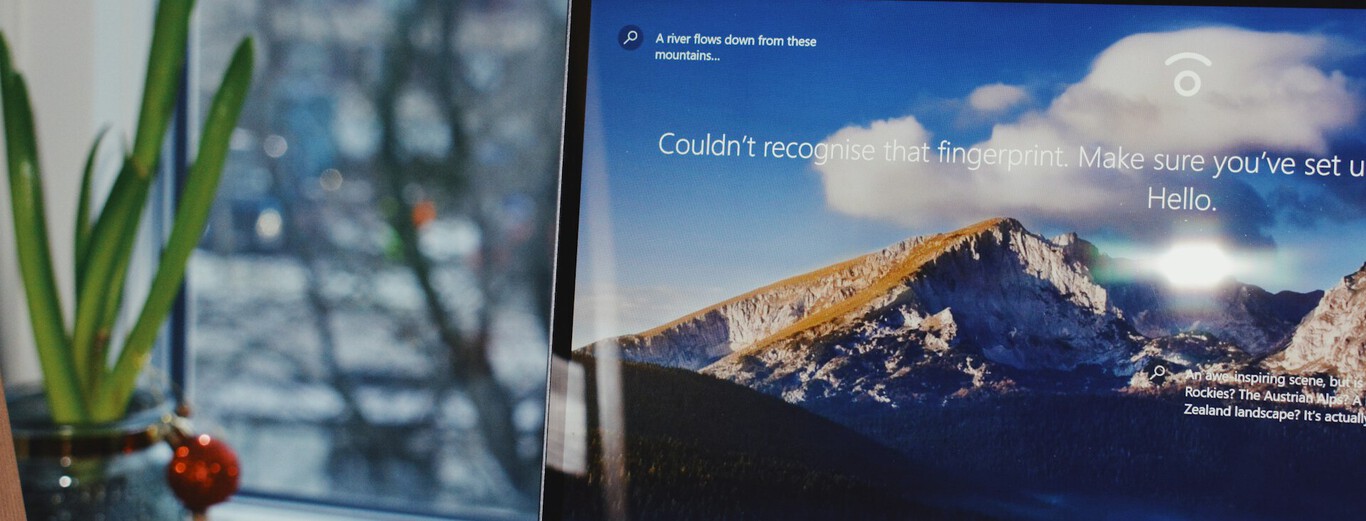 A river flows down from these
mountains...
Couldn't recognise that fingerprint. Make sure you've set u
Hello.
An awe-inspiring scene, but is
Rockies? The Austrian Alps? A
Zealand landscape? It's actually